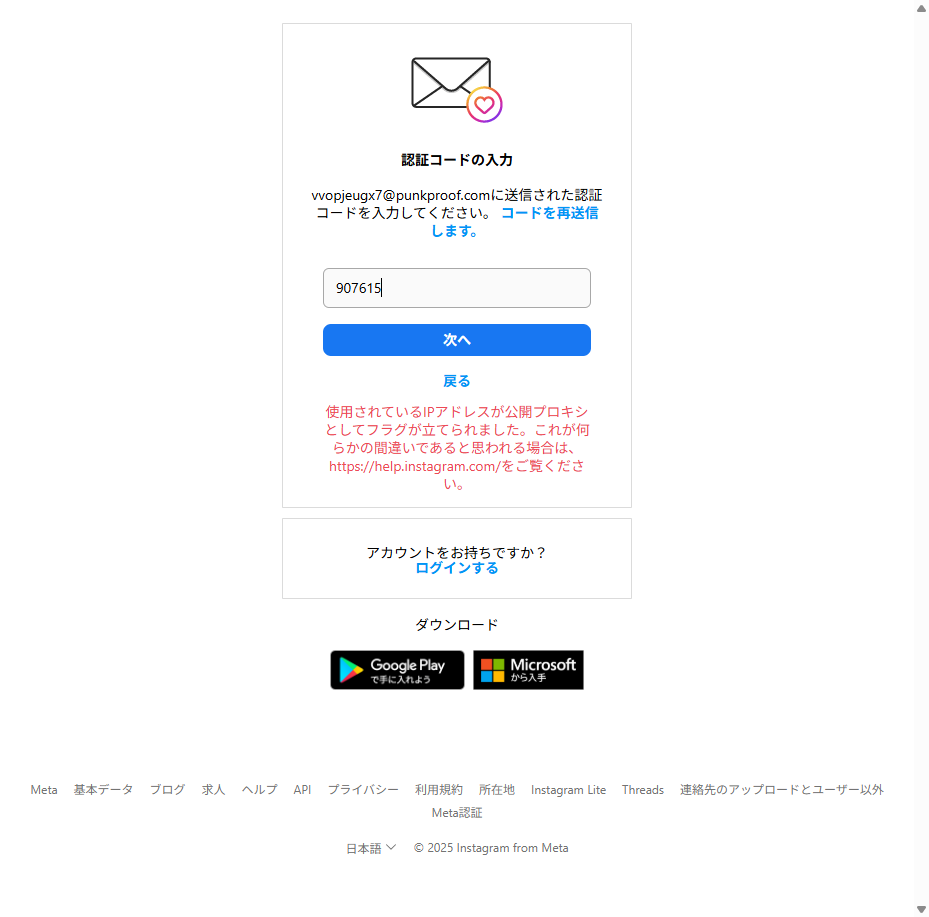 認証コードの入力
vvopjeugx7@punkproof.comに送信された認証
コードを入力してください。 コードを再送信
します。
907615
次へ
戻る
使用されているIPアドレスが公開プロキシ
としてフラグが立てられました。これが何
らかの間違いであると思われる場合は、
https://help.instagram.com/をご覧くださ
い。
アカウントをお持ちですか？
ログインする
ダウンロード
Google Play
で手に入れよう
Microsoft
から入手
Meta 基本データ ブログ 求人 ヘルプ API プライバシー 利用規約 所在地 Instagram Lite Threads 連絡先のアップロードとユーザー以外
Meta認証
日本語 © 2025 Instagram from Meta